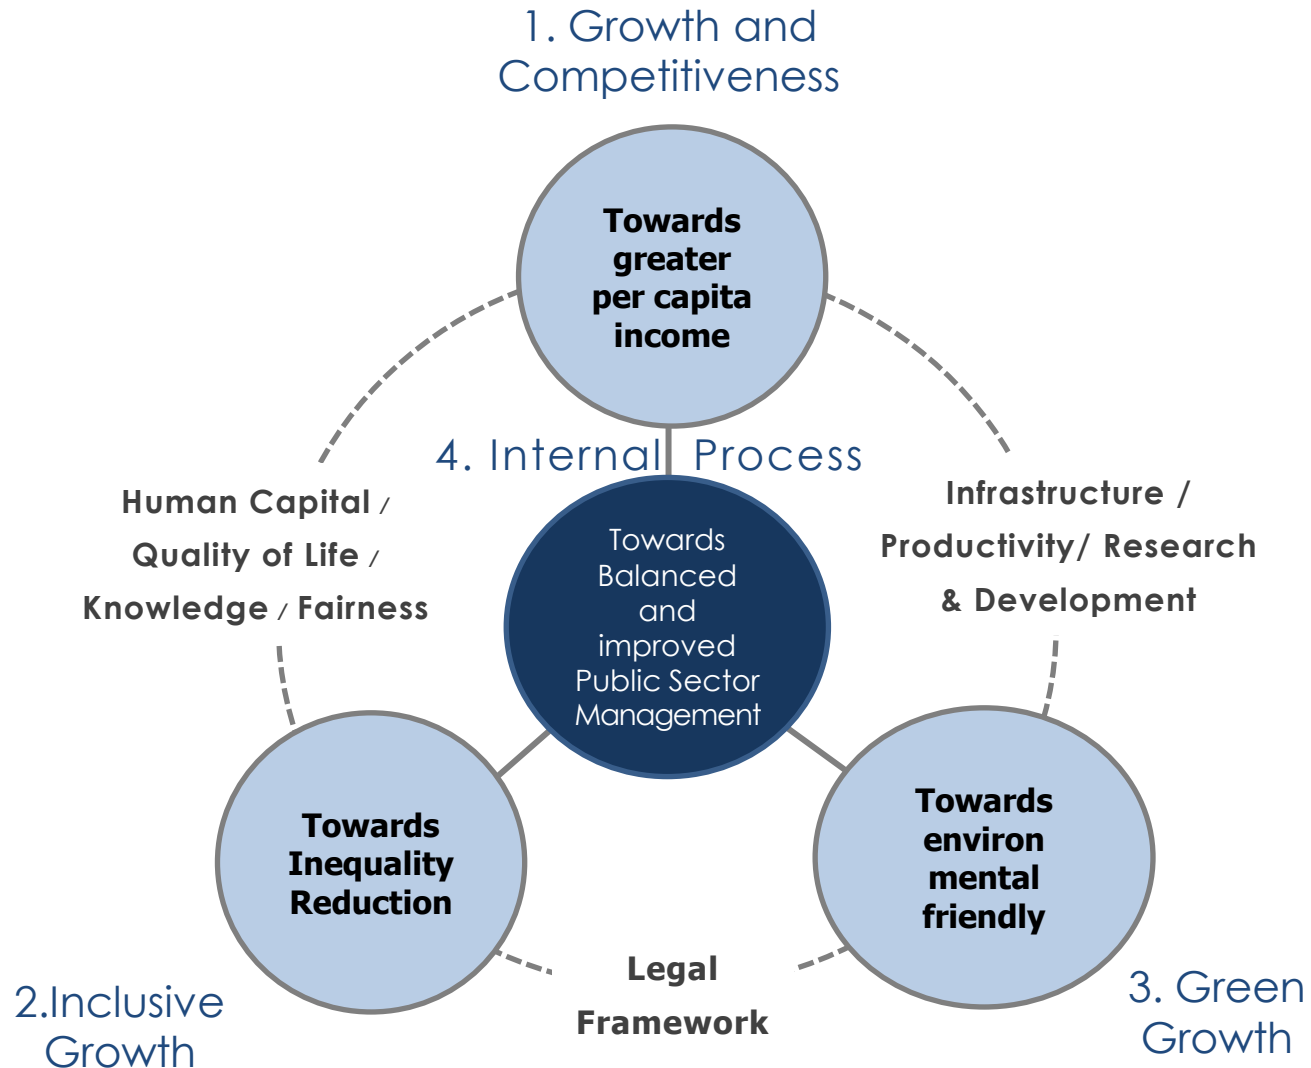 1. Growth and
Competitiveness
Towards
greater
per capita
income
4. Internal Process
Human Capital /
Quality of Life /
Knowledge / Fairness
Infrastructure /
Productivity/ Research
& Development
Towards
Balanced
and
improved
Public Sector
Management
Towards
Inequality
Reduction
Towards
environ
mental
friendly
Legal
Framework
2.Inclusive
Growth
3. Green
Growth